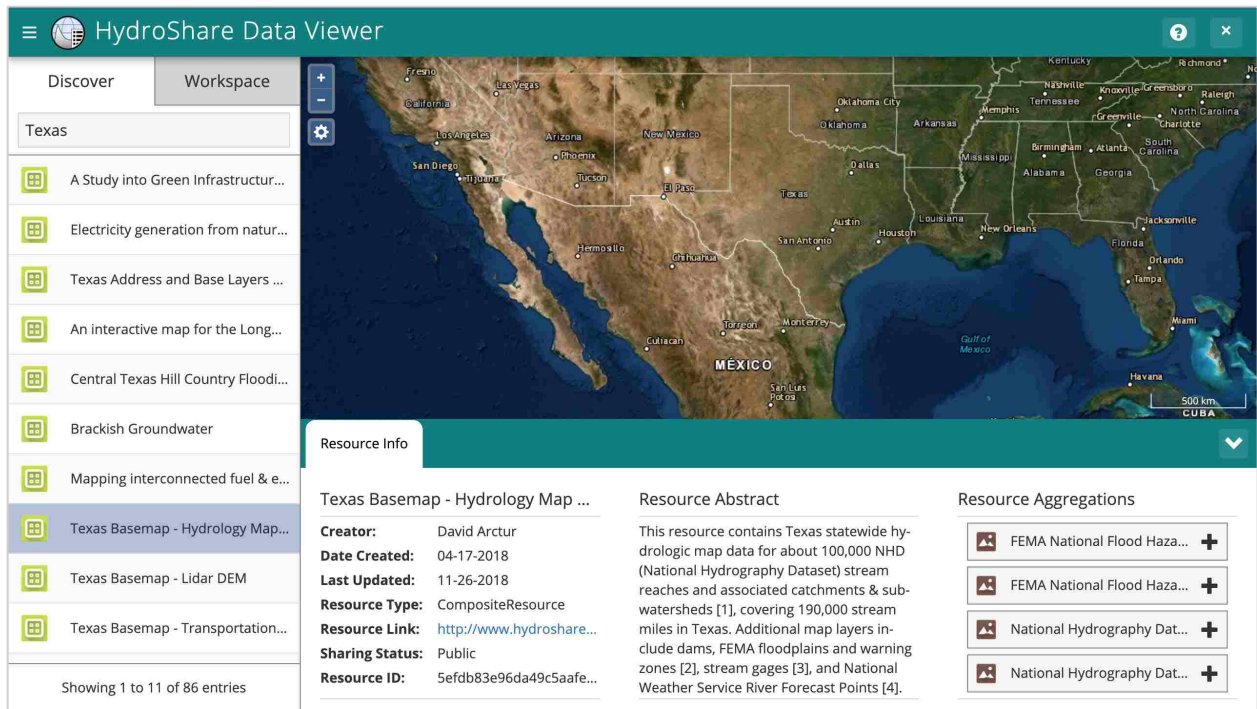 HydroShare Data Viewer
Discover
Workspace
Texas
A Study into Green Infrastructur...
Electricity generation from natur...
Texas Address and Base Layers ...
An interactive map for the Long...
Central Texas Hill Country Floodi...
Brackish Groundwater
Mapping interconnected fuel & e...
Texas Basemap - Hydrology Map...
Texas Basemap - Lidar DEM
Texas Basemap - Transportation...
Showing 1 to 11 of 86 entries
+
−
Fresno
Las Vegas
California
Los Angeles
Arizona
Phoenix
New Mexico
San Diego
Tijuana
Tucson
El Paso
Texas
Oklahoma City
Oklahoma
Arkansas
Dallas
Kentucky
Richmond
Nashville
Knoxville
Greensboro
Raleigh
Tennessee
Memphis
Greenville
North Carolina
Charlotte
Birmingham
Atlanta
South
Carolina
Mississippi
Alabama
Georgia
Hermosillo
Chihuahua
Austin
San Antonio
Houston
Louisiana
New Orleans
Jacksonville
Florida
Orlando
Tampa
Torreón
Monterrey
Culiacan
Gulf of
Mexico
Miami
MÉXICO
San Luis
Potosí
Havana
500 km
CUBA
Resource Info
Texas Basemap - Hydrology Map ...
Creator: David Arctur
Date Created: 04-17-2018
Last Updated: 11-26-2018
Resource Type: CompositeResource
Resource Link: http://www.hydroshare...
Sharing Status: Public
Resource ID: 5efdb83e96da49c5aafe...
Resource Abstract
This resource contains Texas statewide hy-
drologic map data for about 100,000 NHD
(National Hydrography Dataset) stream
reaches and associated catchments & sub-
watersheds [1], covering 190,000 stream
miles in Texas. Additional map layers in-
clude dams, FEMA floodplains and warning
zones [2], stream gages [3], and National
Weather Service River Forecast Points [4].
Resource Aggregations
FEMA National Flood Haza...
FEMA National Flood Haza...
National Hydrography Dat...
National Hydrography Dat...